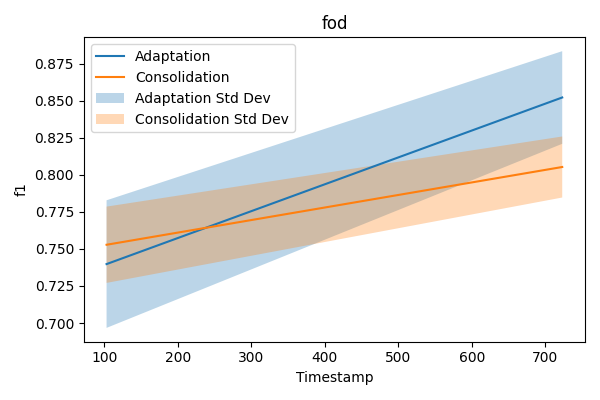 fod
Adaptation
Consolidation
Adaptation Std Dev
Consolidation Std Dev
f1
0.875
0.850
0.825
0.800
0.775
0.750
0.725
0.700
100 200 300 400 500 600 700
Timestamp